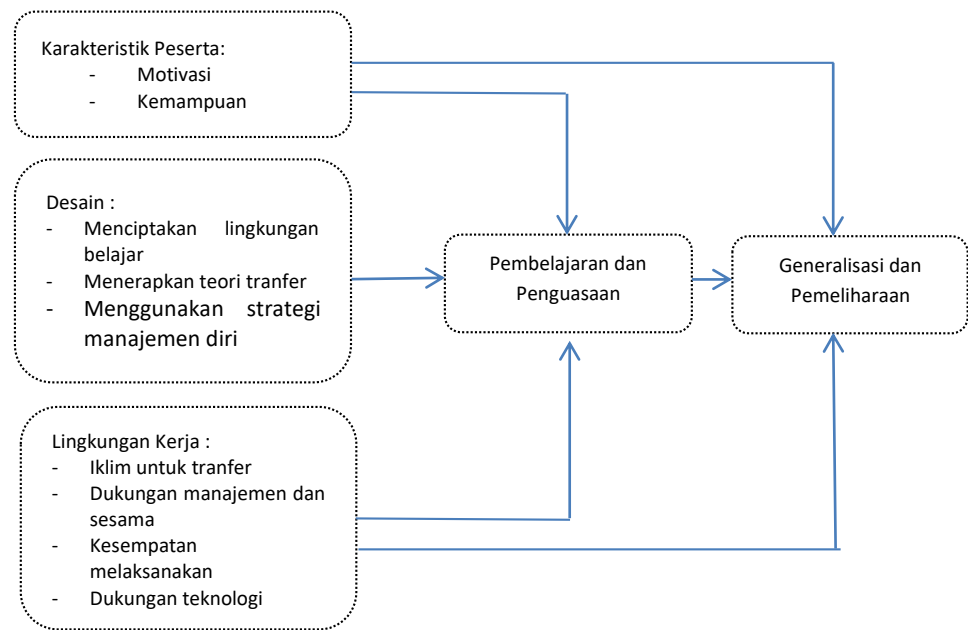 Karakteristik Peserta:
- Motivasi
- Kemampuan
Desain :
- Menciptakan lingkungan
belajar
- Menerapkan teori tranfer
- Menggunakan strategi
manajemen diri
Pembelajaran dan
Penguasaan
Generalisasi dan
Pemeliharaan
Lingkungan Kerja :
- Iklim untuk tranfer
- Dukungan manajemen dan
sesama
- Kesempatan
melaksanakan
- Dukungan teknologi